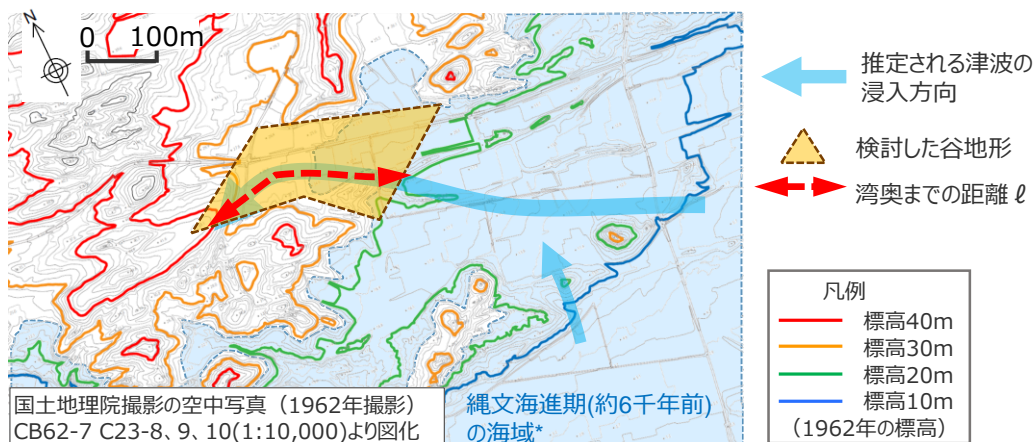 N
0 100m
推定される津波の
浸入方向
検討した谷地形
湾奥までの距離ℓ
凡例
標高40m
標高30m
標高20m
標高10m
（1962年の標高）
国土地理院撮影の空中写真（1962年撮影）
CB62-7 C23-8、9、10(1:10,000)より図化
縄文海進期(約6千年前)
の海域*